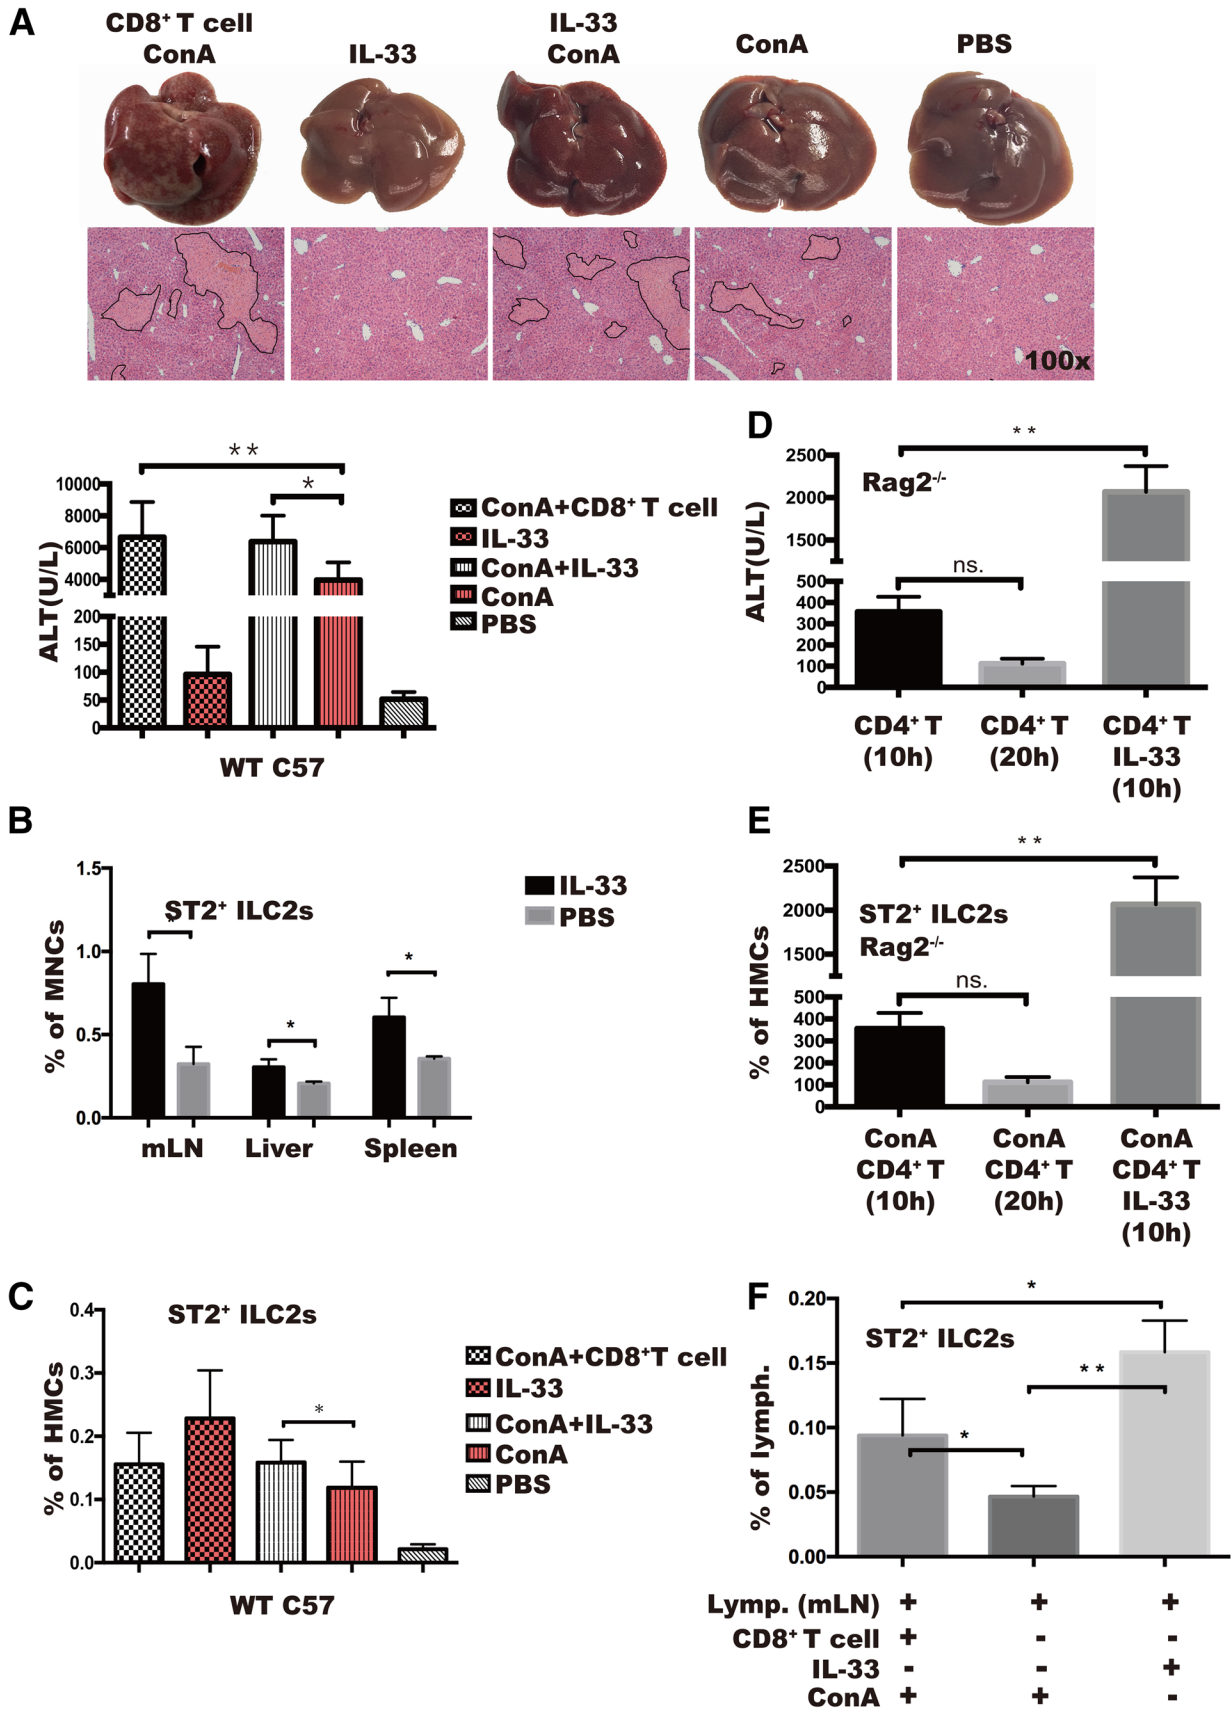 A
CD8+ T cell
ConA
IL-33
IL-33
ConA
ConA
PBS
100x
**
*
10000
8000
6000
4000
200
150
100
50
0
ALT(U/L)
WT C57
ConA+CD8+ T cell
IL-33
ConA+IL-33
ConA
PBS
B
1.5
1.0
0.5
0.0
% of MNCs
ST2+ ILC2s
*
*
*
mLN
Liver
Spleen
IL-33
PBS
C
0.4
0.3
0.2
0.1
0.0
% of HMCs
ST2+ ILC2s
*
WT C57
ConA+CD8+T cell
IL-33
ConA+IL-33
ConA
PBS
D
**
2500
2000
1500
500
400
300
200
100
0
ALT(U/L)
Rag2-/-
ns.
CD4+ T
(10h)
CD4+ T
(20h)
CD4+ T
IL-33
(10h)
E
**
2500
2000
1500
500
400
300
200
100
0
% of HMCs
ST2+ ILC2s
Rag2-/-
ns.
ConA
CD4+ T
(10h)
ConA
CD4+ T
(20h)
ConA
CD4+ T
IL-33
(10h)
F
*
0.20
0.15
0.10
0.05
0.00
% of lymph.
ST2+ ILC2s
**
*
Lymp. (mLN) + + +
CD8+ T cell + - -
IL-33 - - +
ConA + + -